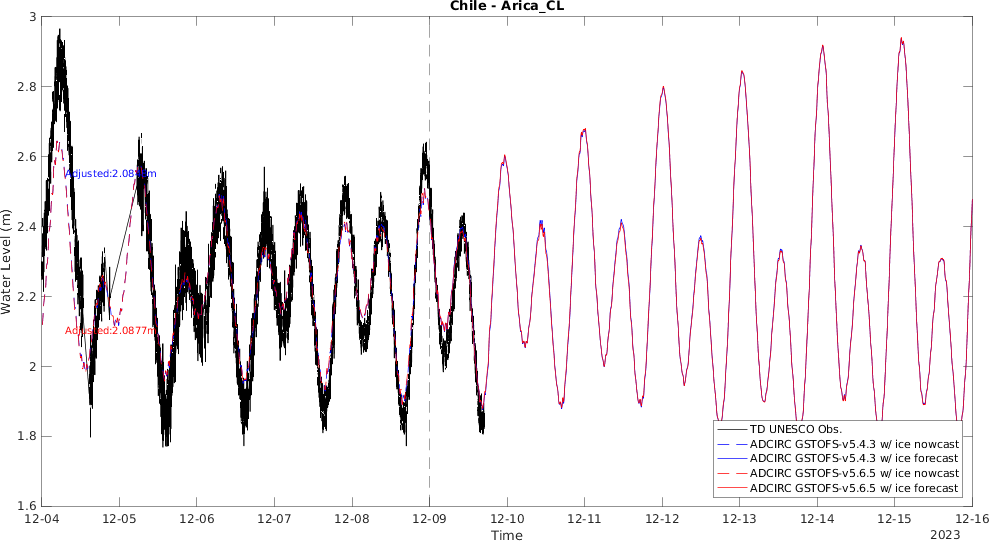 Chile - Arica_CL
Water Level (m)
3
2.8
2.6
2.4
2.2
2
1.8
1.6
Adjusted:2.0877m
12-04
12-05
12-06
12-07
12-08
12-09
12-10
12-11
12-12
12-13
12-14
12-15
12-16
Time
2023
TD UNESCO Obs.
ADCIRC GSTOFS-v5.4.3 w/ ice nowcast
ADCIRC GSTOFS-v5.4.3 w/ ice forecast
ADCIRC GSTOFS-v5.6.5 w/ ice nowcast
ADCIRC GSTOFS-v5.6.5 w/ ice forecast